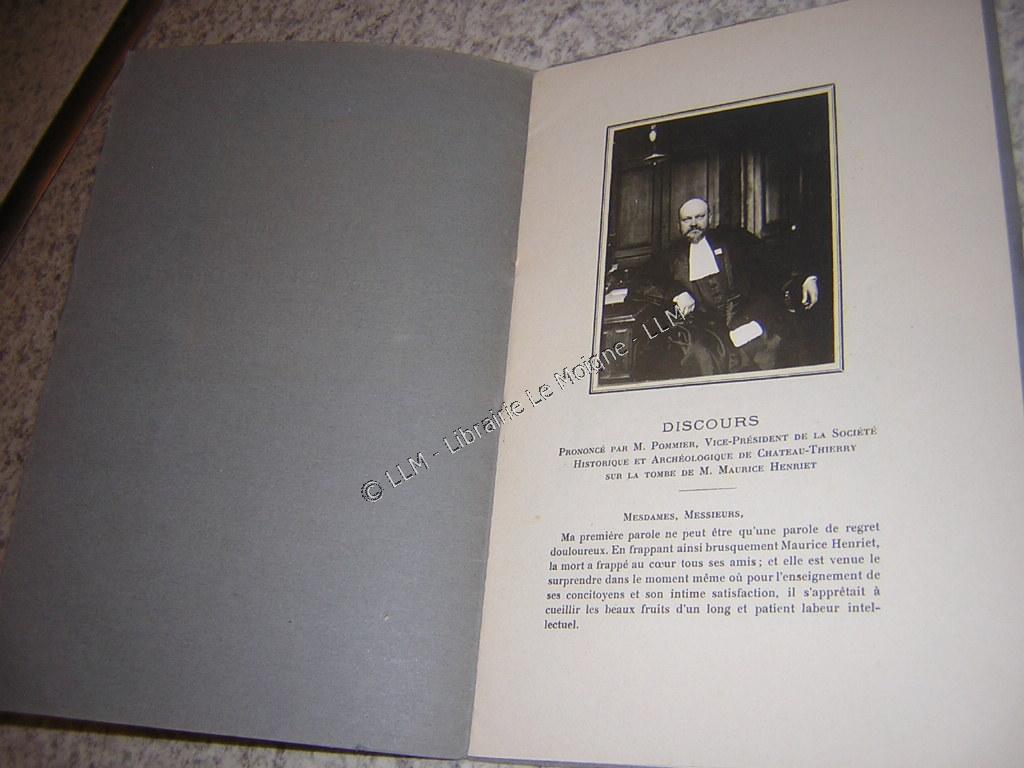 DISCOURS
PRONONCÉ PAR M. POMMIER, VICE-PRÉSIDENT DE LA SOCIÉTÉ
HISTORIQUE ET ARCHÉOLOGIQUE DE CHATEAU-THIERRY
SUR LA TOMBE DE M. MAURICE HENRIET
MESDAMES, MESSIEURS,
Ma première parole ne peut être qu'une parole de regret
douloureux. En frappant ainsi brusquement Maurice Henriet,
la mort a frappé au cœur tous ses amis ; et elle est venue le
surprendre dans le moment même où pour l'enseignement de
ses concitoyens et son intime satisfaction, il s'apprêtait à
cueillir les beaux fruits d'un long et patient labeur intel-
lectuel.
© LLM - Librairie Le Moigne - LLM